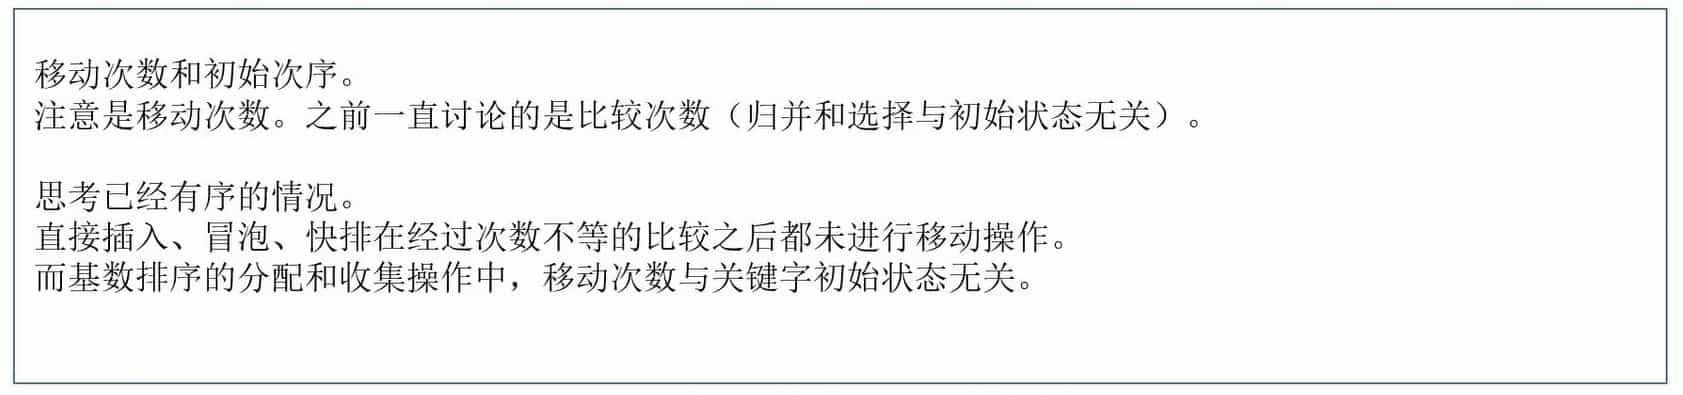 移动次数和初始次序。
注意是移动次数。之前一直讨论的是比较次数（归并和选择与初始状态无关）。
思考已经有序的情况。
直接插入、冒泡、快排在经过次数不等的比较之后都未进行移动操作。
而基数排序的分配和收集操作中，移动次数与关键字初始状态无关。